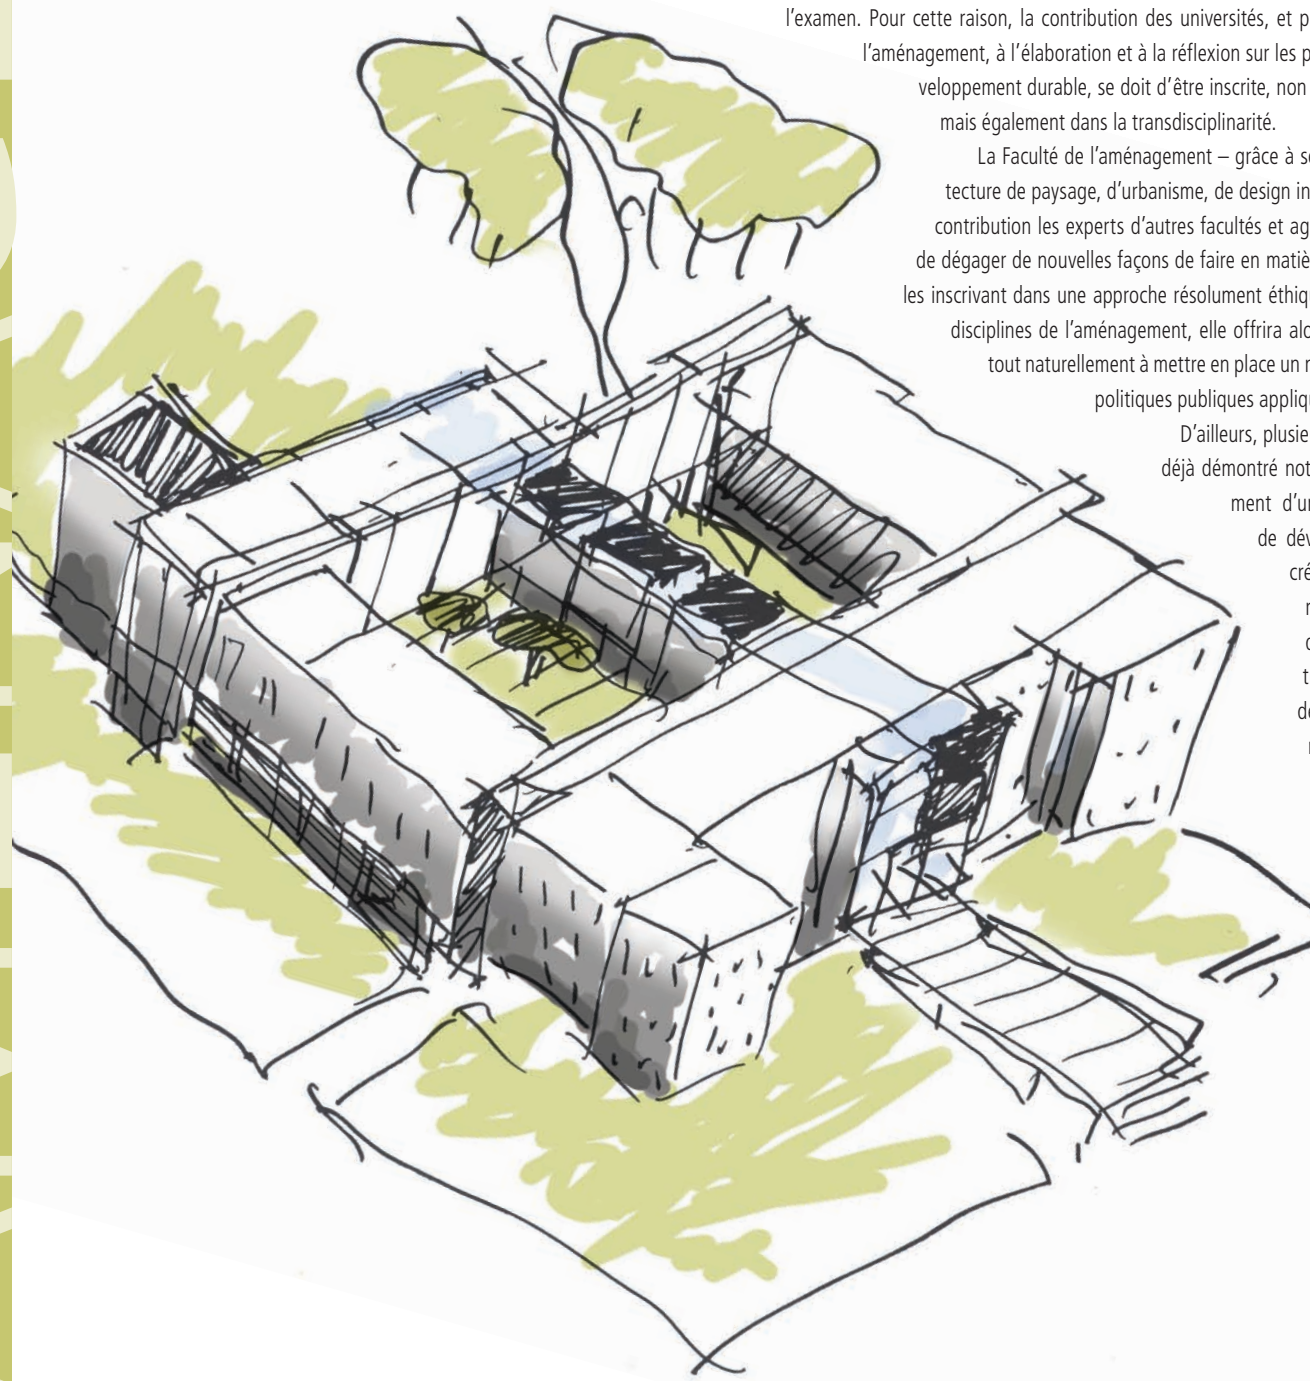 l’examen. Pour cette raison, la contribution des universités, et p
l’aménagement, à l’élaboration et à la réflexion sur les p
veloppement durable, se doit d’être inscrite, non
mais également dans la transdisciplinarité.
La Faculté de l’aménagement – grâce à se
tecture de paysage, d’urbanisme, de design in
contribution les experts d’autres facultés et ag
de dégager de nouvelles façons de faire en matiè
les inscrivant dans une approche résolument éthiqu
disciplines de l’aménagement, elle offrira alo
tout naturellement à mettre en place un r
politiques publiques appliqu
D’ailleurs, plusie
déjà démontré not
ment d’un
de dév
cré